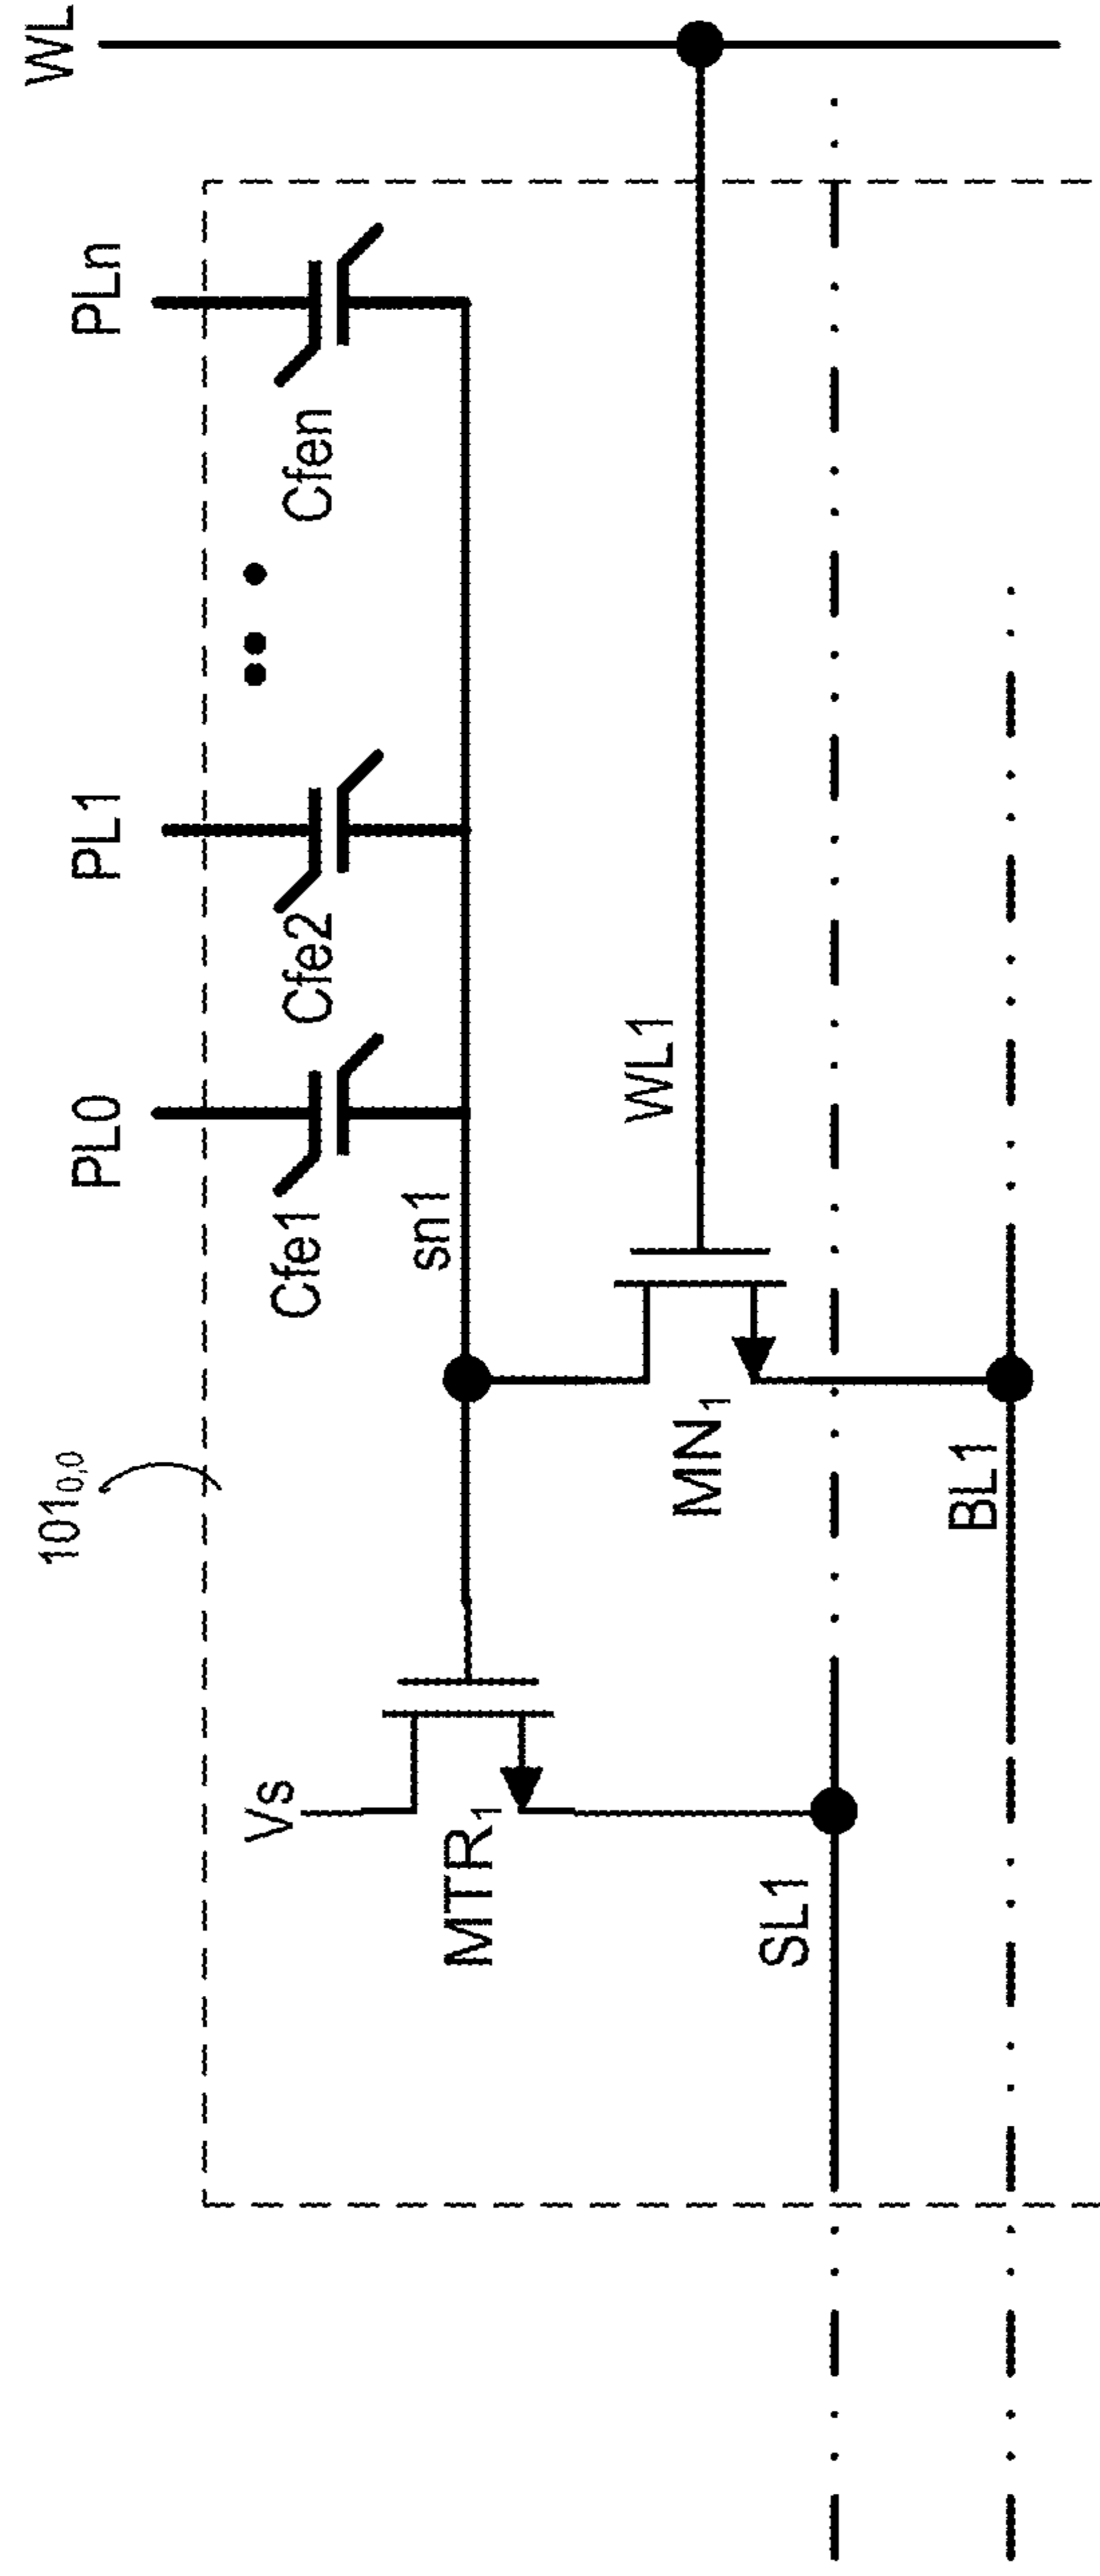 WL
PL0
PL1
PLn
101₀,₀
Cfe1
Cfe2
Cfen
Vs
sn1
MTR₁
WL1
MN₁
SL1
BL1